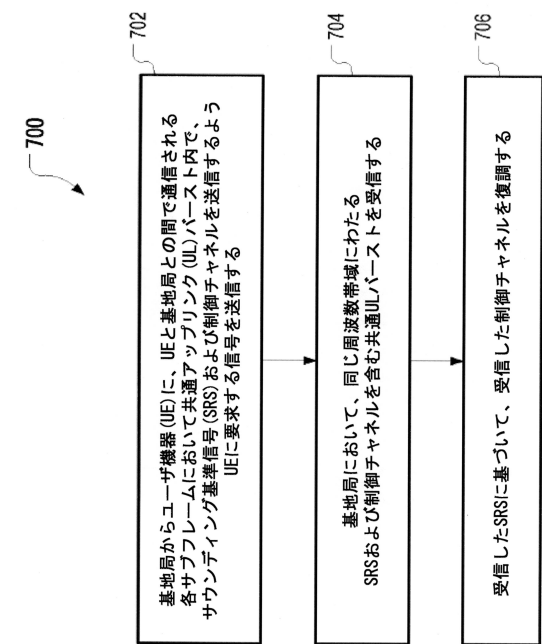 700
702
基地局からユーザ機器(UE)に、UEと基地局との間で通信される
各サブフレームにおいて共通アップリンク(UL)バースト内で、
サウンディング基準信号(SRS)および制御チャネルを送信するよう
UEに要求する信号を送信する
704
基地局において、同じ周波数帯域にわたる
SRSおよび制御チャネルを含む共通ULバーストを受信する
706
受信したSRSに基づいて、受信した制御チャネルを復調する